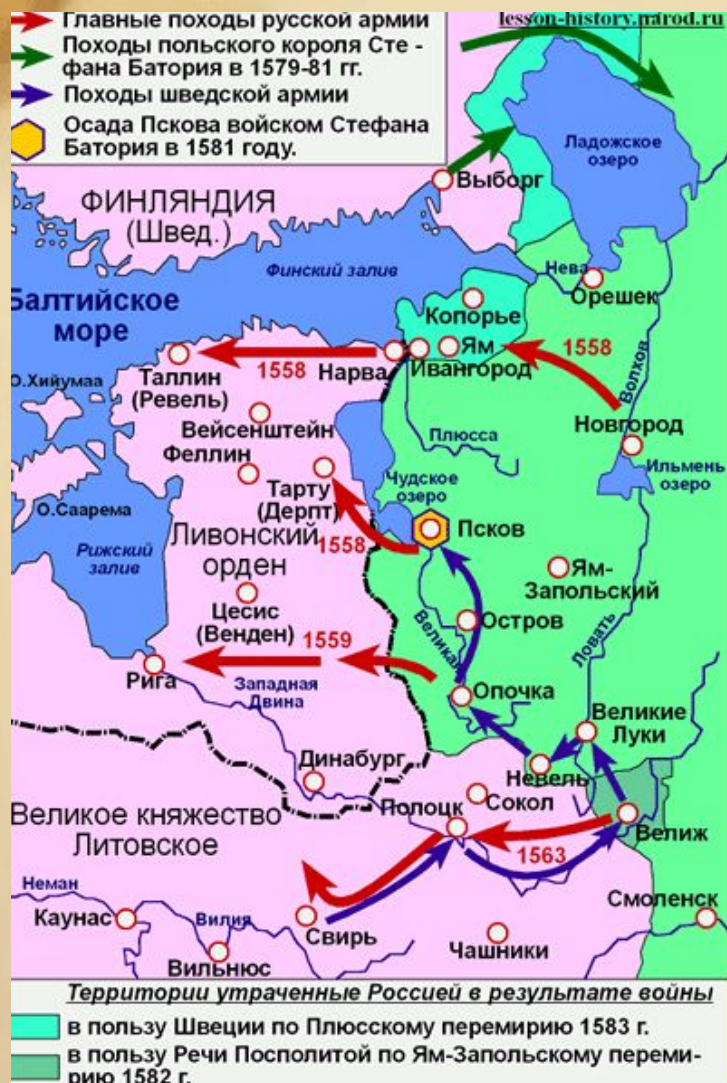 Главные походы русской армии
lesson-history.narod.ru
Походы польского короля Сте -
фана Батория в 1579-81 гг.
Походы шведской армии
Осада Пскова войском Стефана
Батория в 1581 году.
Ладожское
озеро
Выборг
ФИНЛЯНДИЯ
(Швед.)
Финский залив
Нева
Орешек
Балтийское
море
Копорье
Ям
1558
1558
Нарва
Ивангород
Таллин
(Ревель)
О.Хийумаа
Волхов
Новгород
Вейсенштейн
Плюсса
Феллин
Ильмень
озеро
Тарту
(Дерпт)
Чудское
озеро
О.Саарема
Псков
1558
Рижский
залив
Ливонский
орден
Ям-
Запольский
Цесис
(Венден)
Остров
Великая
Ловать
1559
Рига
Западная
Двина
Опочка
Великие
Луки
Динабург
Невель
Сокол
Полоцк
Великое княжество
Литовское
Велиж
1563
Неман
Каунас
Вилия
Свирь
Смоленск
Чашники
Вильнюс
Территории утраченные Россией в результате войны
в пользу Швеции по Плюсскому перемирию 1583 г.
в пользу Речи Посполитой по Ям-Запольскому переми-
рию 1582 г.